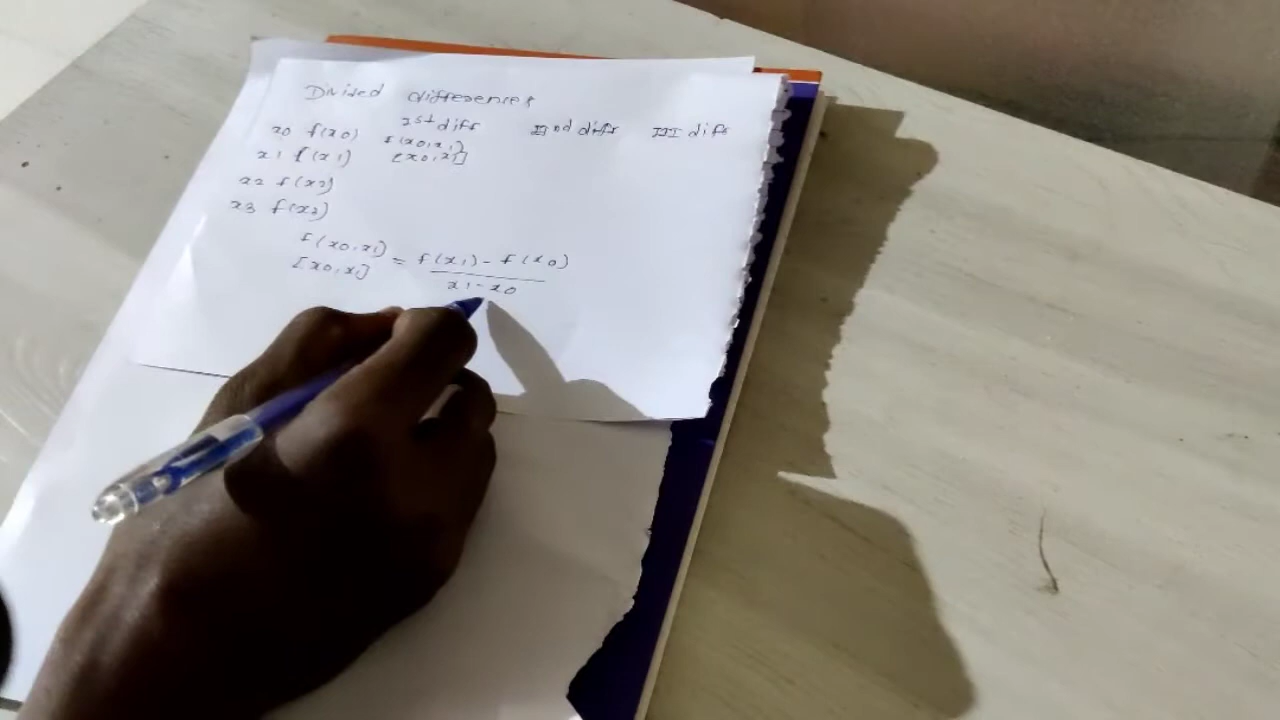 Divided differences
1st diff IInd diff III diff
x0 f(x0) f(x0,x1)
x1 f(x1) [x0,x1]
x2 f(x2)
x3 f(x3)
f(x0,x1) = f(x1) - f(x0)
[x0,x1] x1-x0